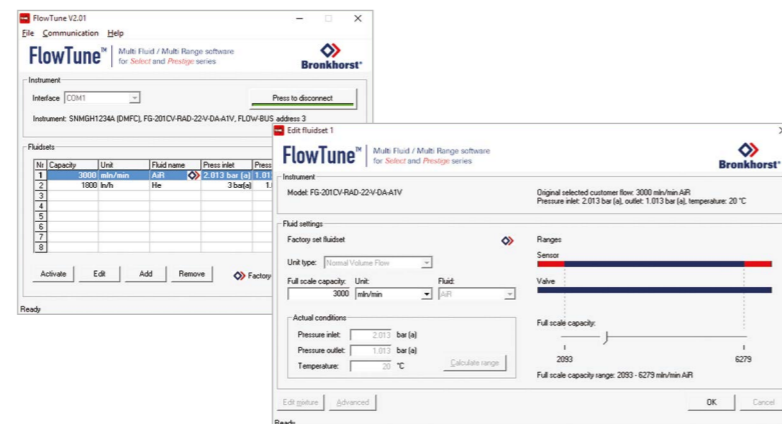 FlowTune V2.01
File Communication Help
FlowTune™
Multi Fluid / Multi Range software
for Select and Prestige series
Bronkhorst®
Instrument
Interface COM1 Press to disconnect
Instrument: SNMGH1234A (DMFC), FG-201CV-RAD-22-V-DA-A1V, FLOW-BUS address 3
Fluidsets
Nr Capacity Unit Fluid name Press inlet Press
1 3000 mln/min AiR 2.013 bar (a) 1.01
2 1800 ln/h He 3 bar(a) 1.
3
4
5
6
7
8
Activate Edit Add Remove Factory
Ready
Edit fluidset 1
FlowTune™
Multi Fluid / Multi Range software
for Select and Prestige series
Bronkhorst®
Instrument
Model: FG-201CV-RAD-22-V-DA-A1V
Original selected customer flow: 3000 mln/min AiR
Pressure inlet: 2.013 bar (a), outlet: 1.013 bar (a), temperature: 20 °C
Fluid settings
Factory set fluidset
Unit type: Normal Volume Flow
Full scale capacity: Unit: Fluid:
3000 mln/min AiR
Actual conditions
Pressure inlet: 2.013 bar (a)
Pressure outlet: 1.013 bar (a)
Temperature: 20 °C
Calculate range
Ranges
Sensor
Valve
Full scale capacity:
2093 6279
Full scale capacity range: 2093 - 6279 mln/min AiR
Edit mixture Advanced OK Cancel
Ready